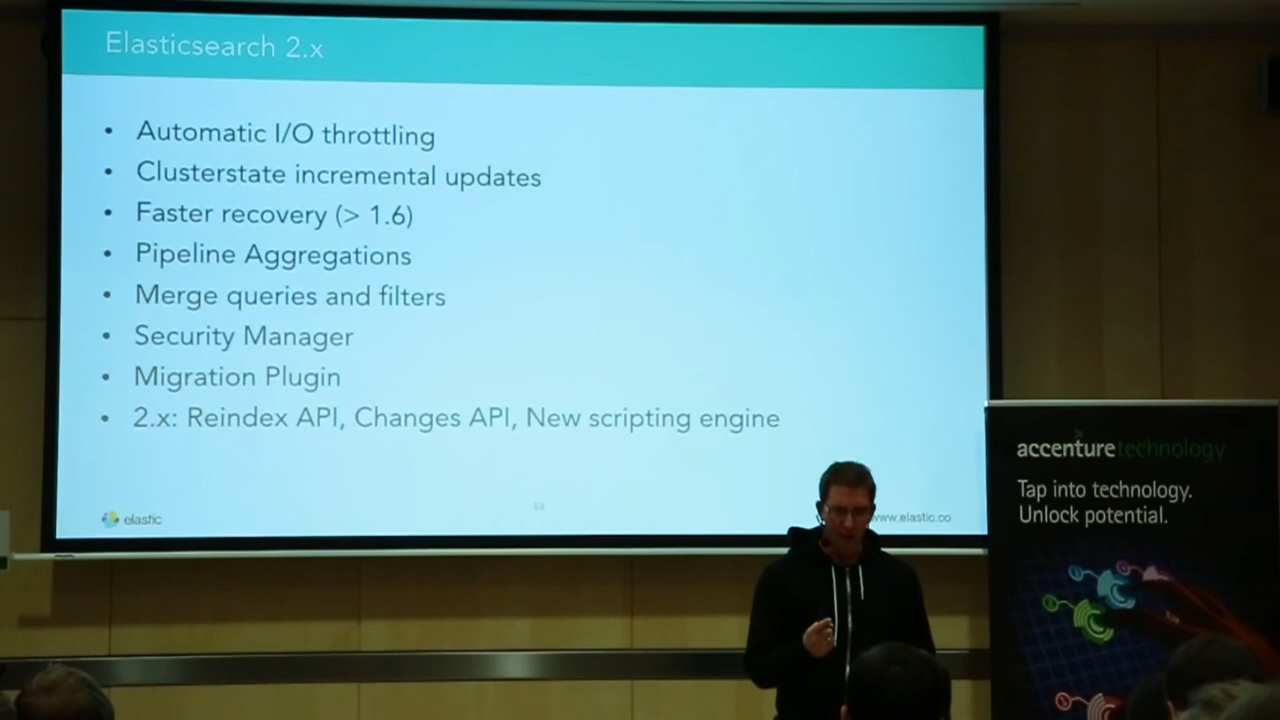 Elasticsearch 2.x
• Automatic I/O throttling
• Clusterstate incremental updates
• Faster recovery (> 1.6)
• Pipeline Aggregations
• Merge queries and filters
• Security Manager
• Migration Plugin
• 2.x: Reindex API, Changes API, New scripting engine
elastic
53
www.elastic.co
accenturetechnology
Tap into technology.
Unlock potential.